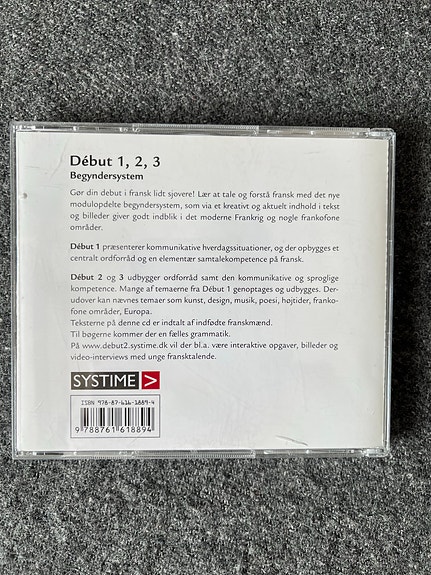 Début 1, 2, 3
Begyndersystem
Gør din debut i fransk lidt sjovere! Lær at tale og forstå fransk med det nye
modulopdelte begyndersystem, som via et kreativt og aktuelt indhold i tekst
og billeder giver godt indblik i det moderne Frankrig og nogle frankofone
områder.
Début 1 præsenterer kommunikative hverdagssituationer, og der opbygges et
centralt ordforråd og en elementær samtalekompetence på fransk.
Début 2 og 3 udbygger ordforråd samt den kommunikative og sproglige
kompetence. Mange af temaerne fra Début 1 genoptages og udbygges. Der-
udover kan nævnes temaer som kunst, design, musik, poesi, højtider, franko-
fone områder, Europa.
Teksterne på denne cd er indtalt af indfødte franskmænd.
Til bøgerne kommer der en fælles grammatik.
På www.debut2.systime.dk vil der bl.a. være interaktive opgaver, billeder og
video-interviews med unge fransktalende.
SYSTIME >
ISBN 978-87-616-1889-4
9 788761 618894